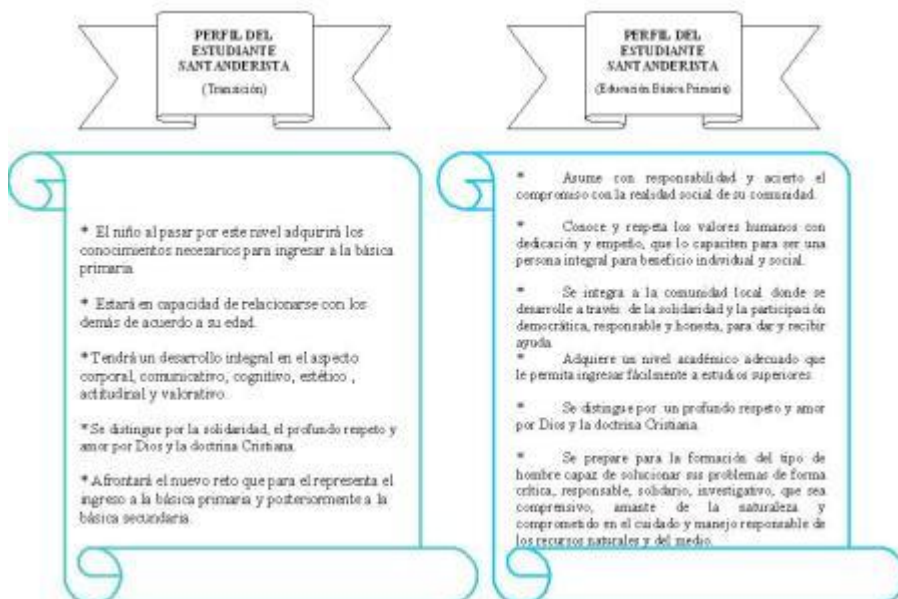 PERFIL DEL
ESTUDIANTE
SANTANDERISTA
(Transición)
* El niño al pasar por este nivel adquirirá los
conocimientos necesarios para ingresar a la básica
primaria.
* Estará en capacidad de relacionarse con los
demás de acuerdo a su edad.
* Tendrá un desarrollo integral en el aspecto
corporal, comunicativo, cognitivo, estético ,
actitudinal y valorativo.
* Se distingue por la solidaridad, el profundo respeto y
amor por Dios y la doctrina Cristiana.
* Afrontará el nuevo reto que para el representa el
ingreso a la básica primaria y posteriormente a la
básica secundaria.
PERFIL DEL
ESTUDIANTE
SANTANDERISTA
(Educación Básica Primaria)
* Asume con responsabilidad y acierto el
compromiso con la realidad social de su comunidad.
* Conoce y respeta los valores humanos con
dedicación y empeño, que lo capaciten para ser una
persona integral para beneficio individual y social.
* Se integra a la comunidad local donde se
desarrolle a través de la solidaridad y la participación
democrática, responsable y honesta, para dar y recibir
ayuda.
* Adquiere un nivel académico adecuado que
le permita ingresar fácilmente a estudios superiores.
* Se distingue por un profundo respeto y amor
por Dios y la doctrina Cristiana.
* Se prepare para la formación del tipo de
hombre capaz de solucionar sus problemas de forma
crítica, responsable, solidario, investigativo, que sea
comprensivo, amante de la naturaleza y
comprometido en el cuidado y manejo responsable de
los recursos naturales y del medio.